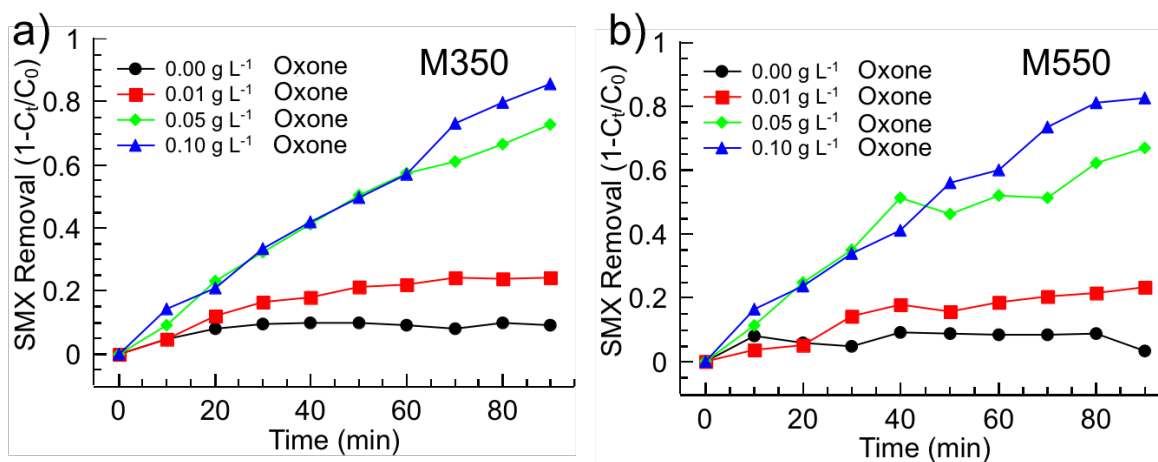 a)
M350
0.00 g L⁻¹ Oxone
0.01 g L⁻¹ Oxone
0.05 g L⁻¹ Oxone
0.10 g L⁻¹ Oxone
SMX Removal (1-Cₜ/C₀)
1
0.8
0.6
0.4
0.2
0
0 20 40 60 80
Time (min)
b)
M550
0.00 g L⁻¹ Oxone
0.01 g L⁻¹ Oxone
0.05 g L⁻¹ Oxone
0.10 g L⁻¹ Oxone
SMX Removal (1-Cₜ/C₀)
1
0.8
0.6
0.4
0.2
0
0 20 40 60 80
Time (min)